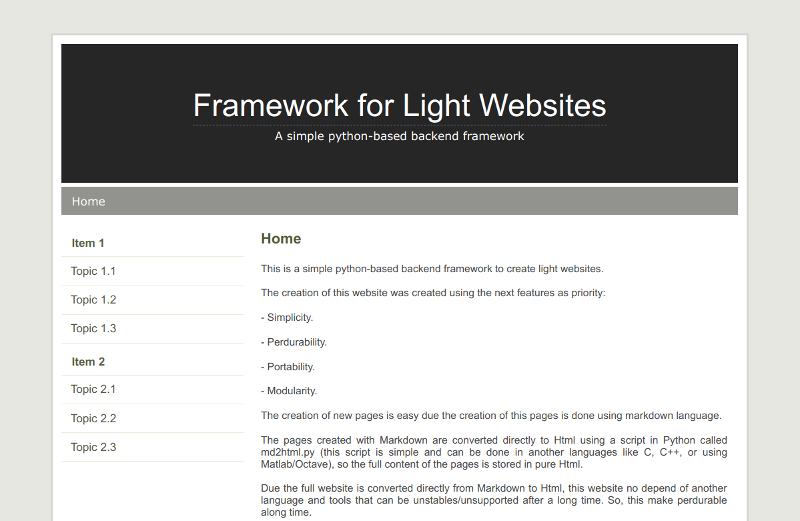 Framework for Light Websites
A simple python-based backend framework
Home
Item 1
Topic 1.1
Topic 1.2
Topic 1.3
Item 2
Topic 2.1
Topic 2.2
Topic 2.3
Home
This is a simple python-based backend framework to create light websites.
The creation of this website was created using the next features as priority:
- Simplicity.
- Perdurability.
- Portability.
- Modularity.
The creation of new pages is easy due the creation of this pages is done using markdown language.
The pages created with Markdown are converted directly to Html using a script in Python called
md2html.py (this script is simple and can be done in another languages like C, C++, or using
Matlab/Octave), so the full content of the pages is stored in pure Html.
Due the full website is converted directly from Markdown to Html, this website no depend of another
language and tools that can be unstables/unsupported after a long time. So, this make perdurable
along time.